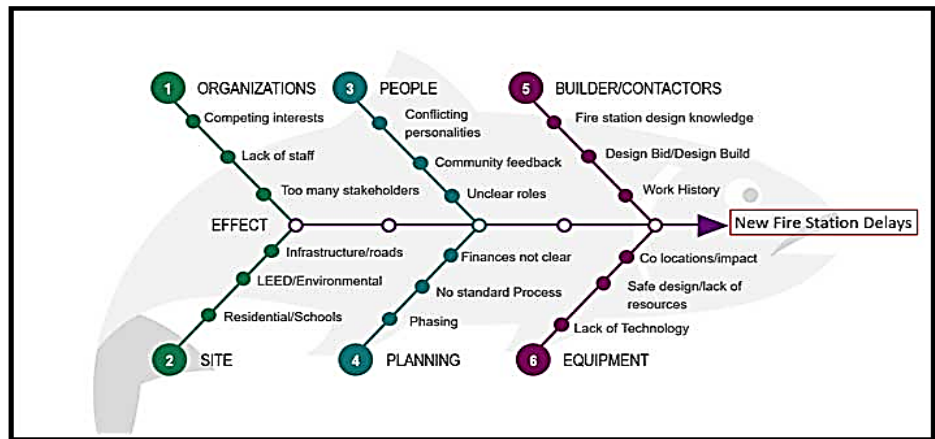 1 ORGANIZATIONS
Competing interests
Lack of staff
Too many stakeholders
3 PEOPLE
Conflicting
personalities
Community feedback
Unclear roles
5 BUILDER/CONTACTORS
Fire station design knowledge
Design Bid/Design Build
Work History
EFFECT
New Fire Station Delays
Infrastructure/roads
LEED/Environmental
Residential/Schools
2 SITE
Finances not clear
No standard Process
Phasing
4 PLANNING
Co locations/impact
Safe design/lack of
resources
Lack of Technology
6 EQUIPMENT